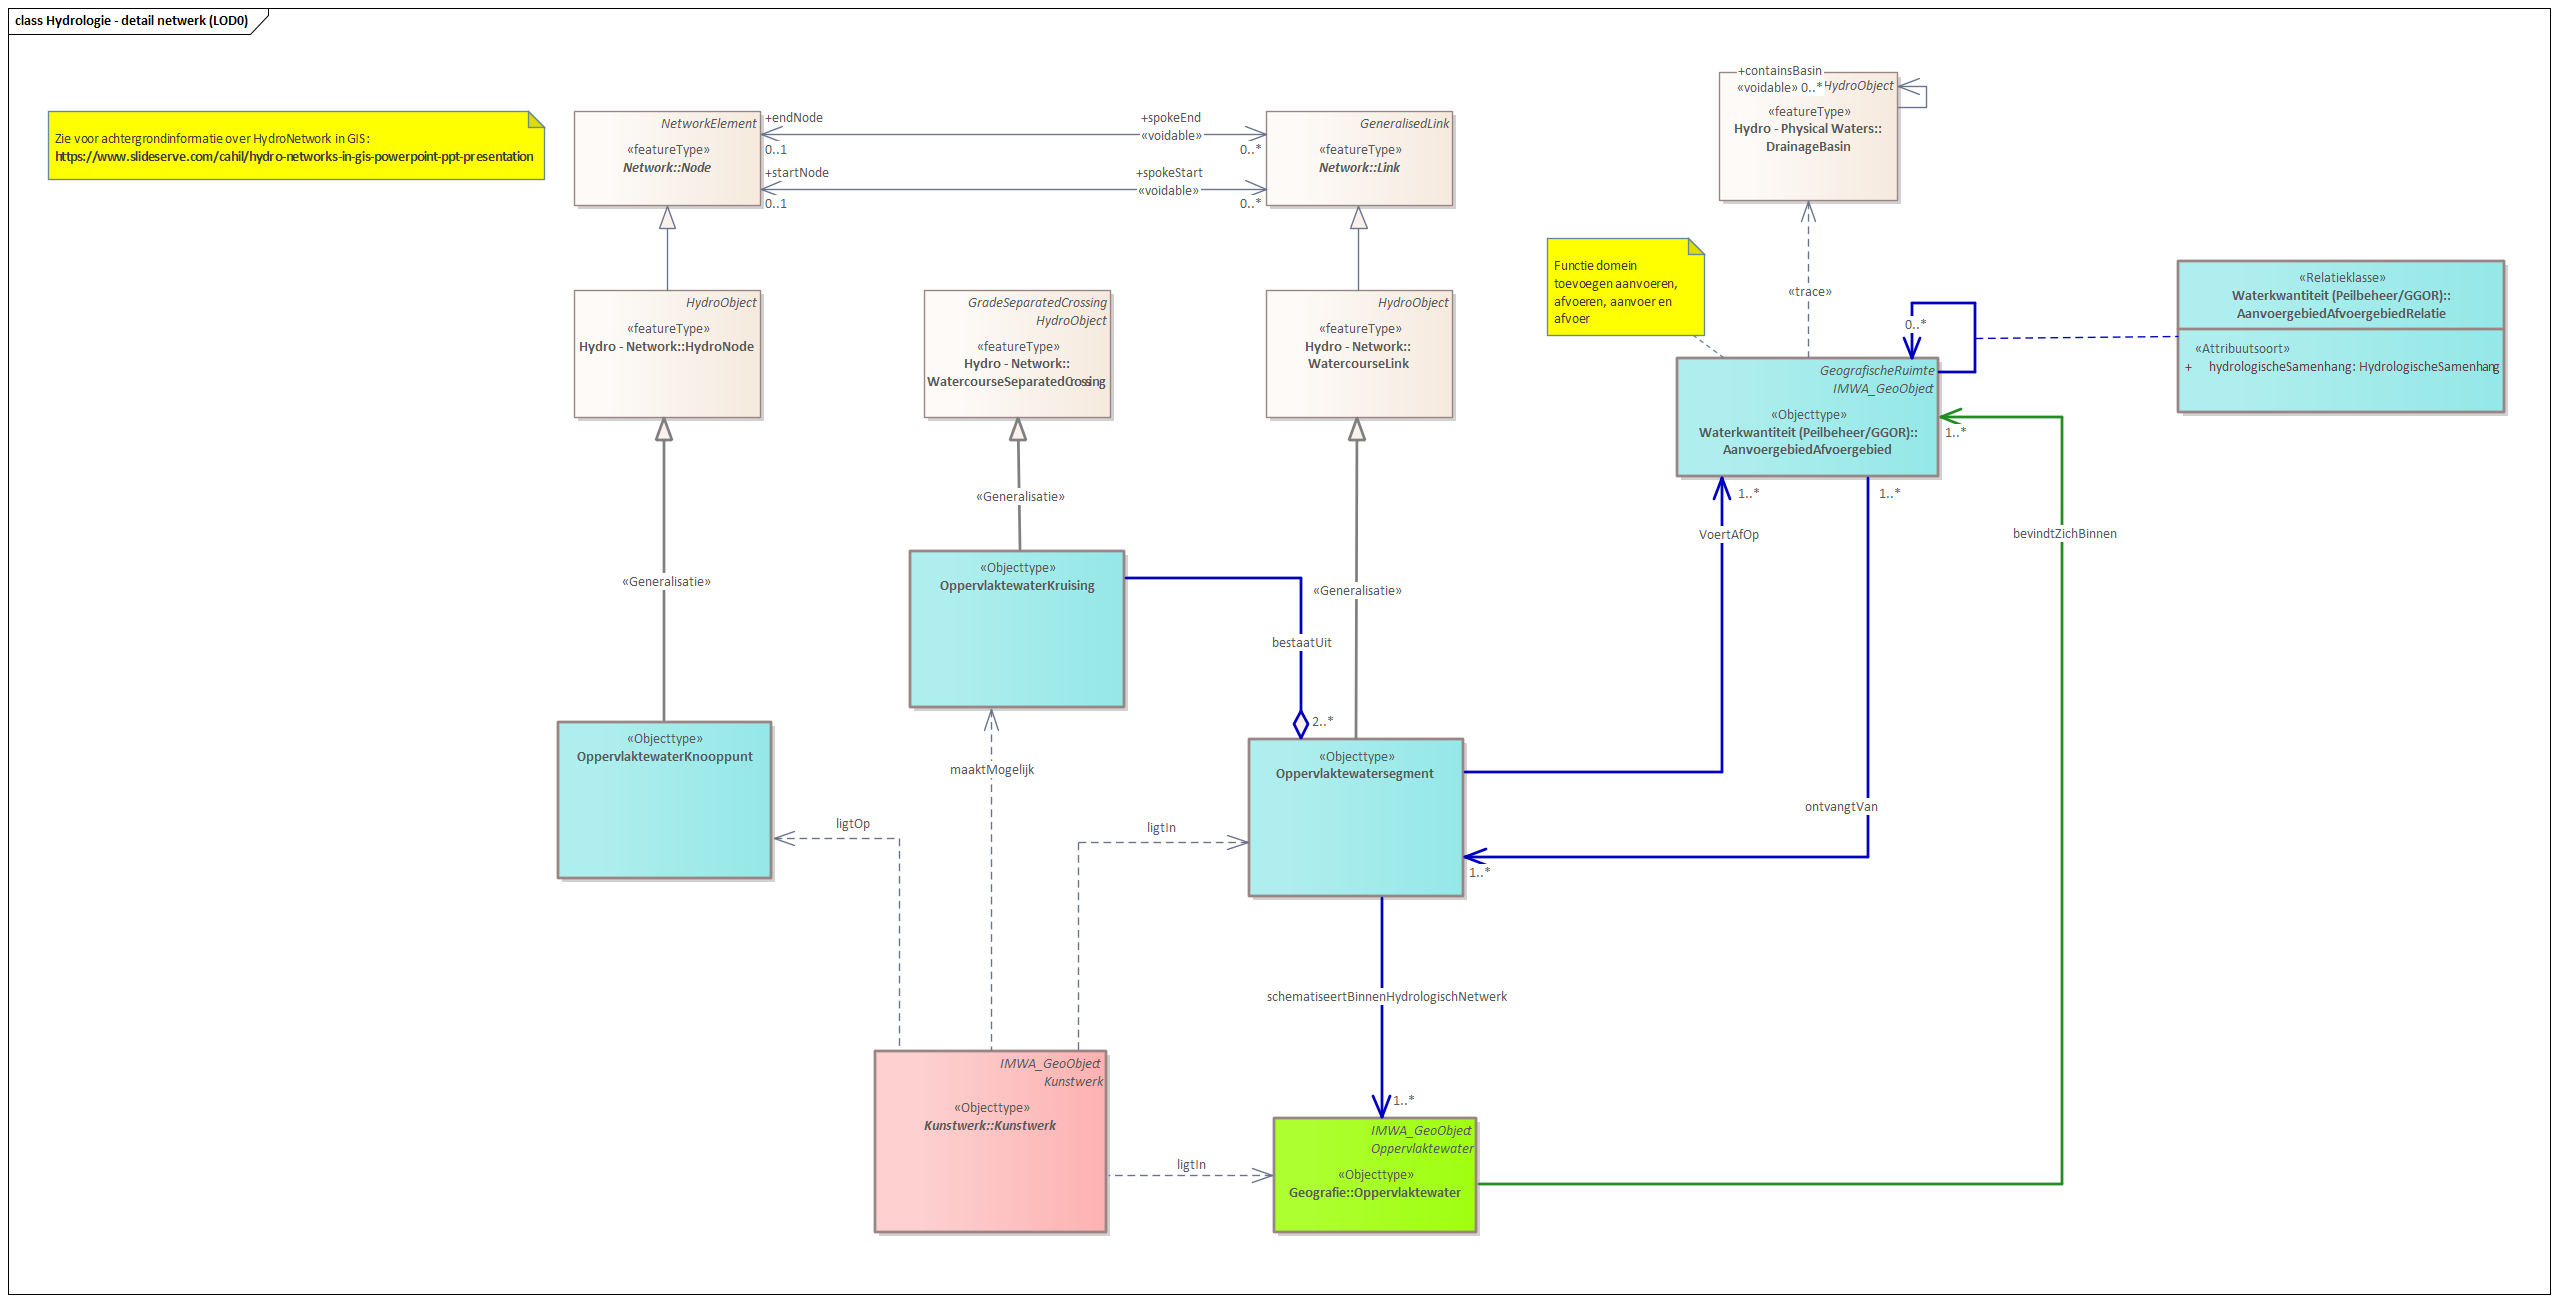 class Hydrologie - detail netwerk (LOD0)
Zie voor achtergrondinformatie over HydroNetwork in GIS:
https://www.slideserve.com/cahil/hydro-networks-in-gis-powerpoint-ppt-presentation
NetworkElement
«featureType»
Network::Node
+endNode
0..1
+startNode
0..1
+spokeEnd
«voidable»
0..*
+spokeStart
«voidable»
0..*
GeneralisedLink
«featureType»
Network::Link
+containsBasin
«voidable» 0..*
HydroObject
«featureType»
Hydro - Physical Waters::
DrainageBasin
Functie domein
toevoegen aanvoeren,
afvoeren, aanvoer en
afvoer
«trace»
0..*
«Relatieklasse»
Waterkwantiteit (Peilbeheer/GGOR)::
AanvoergebiedAfvoergebiedRelatie
«Attribuutsoort»
+ hydrologischeSamenhang: HydrologischeSamenhang
HydroObject
«featureType»
Hydro - Network::HydroNode
GradeSeparatedCrossing
HydroObject
«featureType»
Hydro - Network::
WatercourseSeparatedCrossing
HydroObject
«featureType»
Hydro - Network::
WatercourseLink
GeografischeRuimte
IMWA_GeoObject
«Objecttype»
Waterkwantiteit (Peilbeheer/GGOR)::
AanvoergebiedAfvoergebied
1..*
1..*
1..*
«Generalisatie»
VoertAfOp
bevindtZichBinnen
«Objecttype»
OppervlaktewaterKruising
«Generalisatie»
«Generalisatie»
bestaatUit
2..*
«Objecttype»
OppervlaktewaterKnooppunt
«Objecttype»
Oppervlaktewatersegment
maaktMogelijk
ligtOp
ligtIn
ontvangtVan
1..*
schematiseertBinnenHydrologischNetwerk
1..*
IMWA_GeoObject
Kunstwerk
«Objecttype»
Kunstwerk::Kunstwerk
ligtIn
IMWA_GeoObject
Oppervlaktewater
«Objecttype»
Geografie::Oppervlaktewater